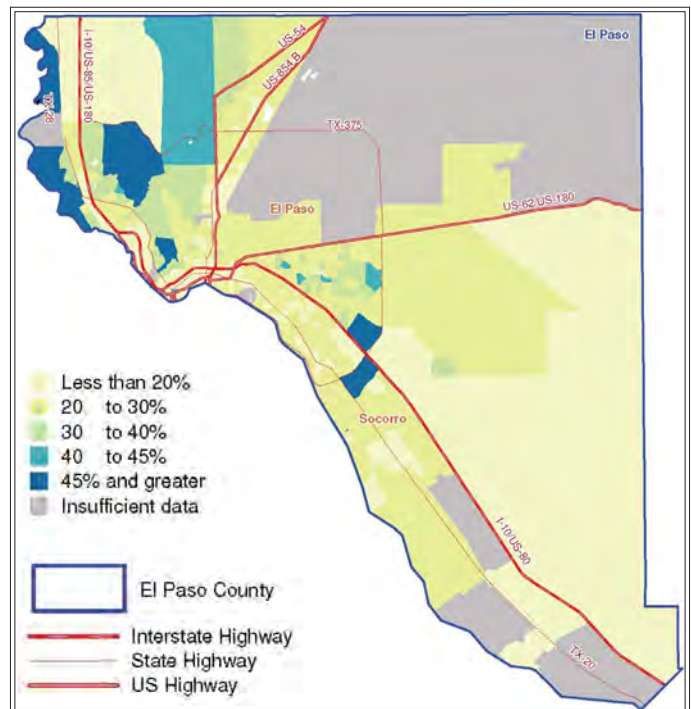 El Paso
US-54
US-S54 B
I-10/US-85/US-180
TX-28
TX-375
El Paso
US-62/US-180
Socorro
I-10/US-80
TX-20
Less than 20%
20 to 30%
30 to 40%
40 to 45%
45% and greater
Insufficient data
El Paso County
Interstate Highway
State Highway
US Highway